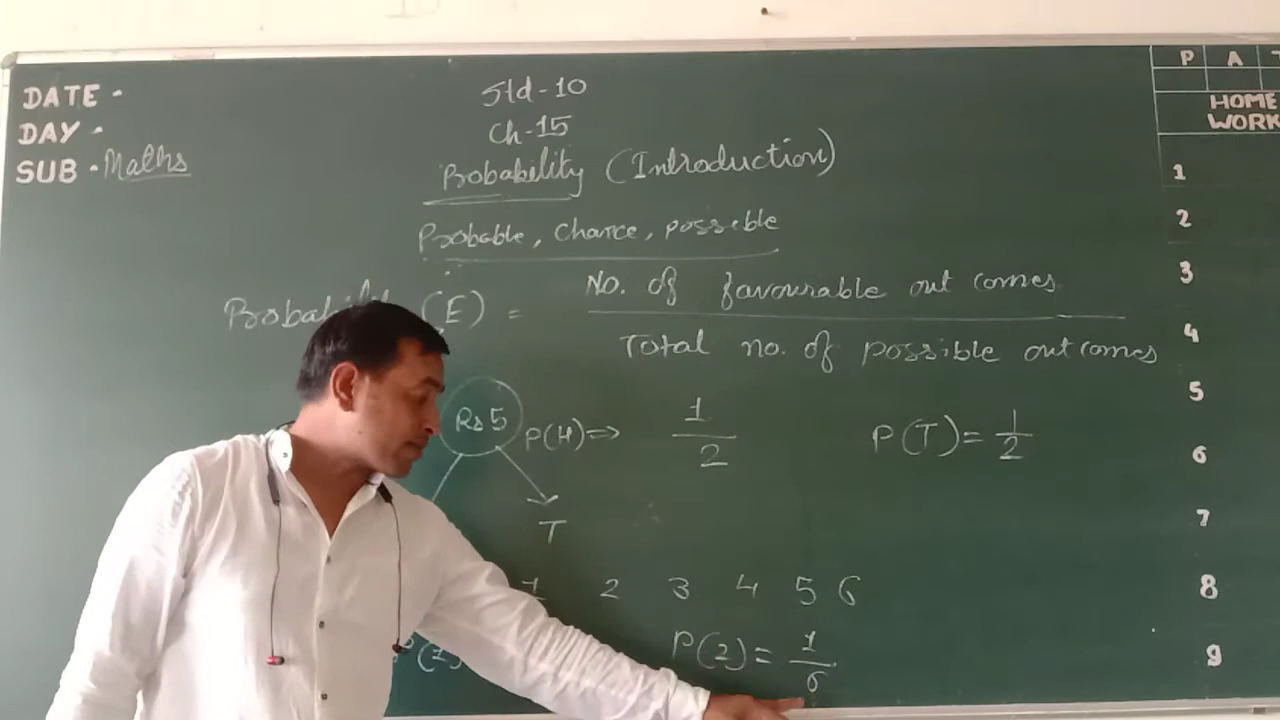 DATE -
DAY -
SUB - Maths
Std-10
Ch-15
Probability (Introduction)
Probable, Chance, possible
(E) = No. of favourable out comes
Total no. of possible outcomes
Rs 5
P(H)=> 1/2
P(T)= 1/2
T
1 2 3 4 5 6
P(2)= 1/6
P A
HOME
WORK
1
2
3
4
5
6
7
8
9